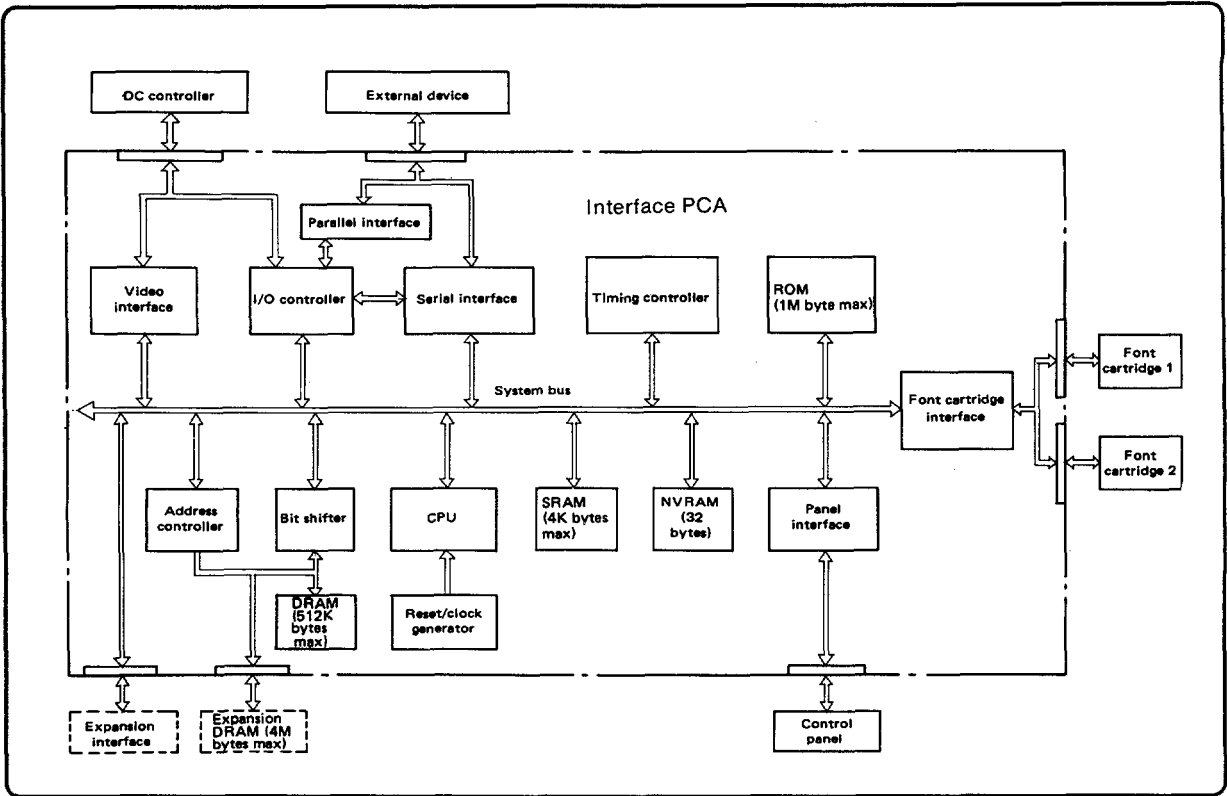 DC controller
External device
Interface PCA
Parallel interface
Video
interface
I/O controller
Serial interface
Timing controller
ROM
(1M byte max)
Font
cartridge 1
System bus
Font cartridge
interface
Font
cartridge 2
Address
controller
Bit shifter
CPU
SRAM
(4K bytes
max)
NVRAM
(32
bytes)
Panel
interface
DRAM
(512K
bytes
max)
Reset/clock
generator
Expansion
interface
Expansion
DRAM (4M
bytes max)
Control
panel